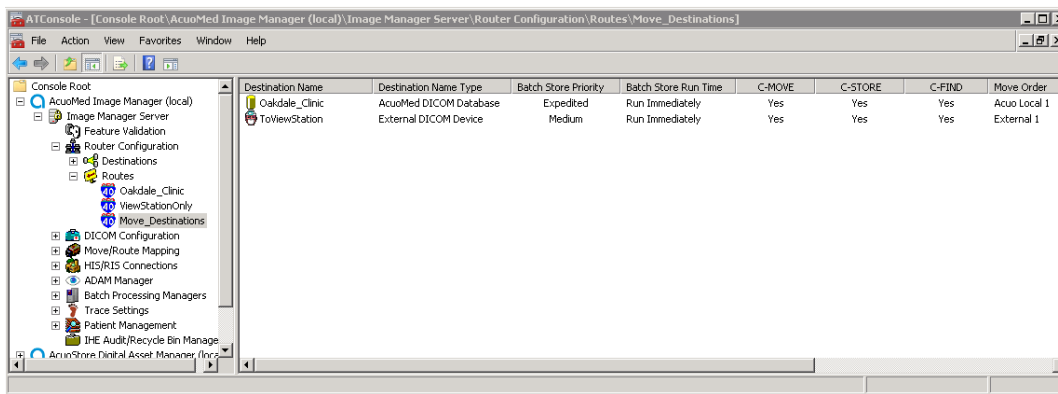 ATConsole - [Console Root\AcuoMed Image Manager (local)\Image Manager Server\Router Configuration\Routes\Move_Destinations]
File Action View Favorites Window Help
Console Root
AcuoMed Image Manager (local)
Image Manager Server
Feature Validation
Router Configuration
Destinations
Routes
Oakdale_Clinic
ViewStationOnly
Move_Destinations
DICOM Configuration
Move/Route Mapping
HIS/RIS Connections
ADAM Manager
Batch Processing Managers
Trace Settings
Patient Management
IHE Audit/Recycle Bin Manage
AcuoStore Digital Asset Manager (loca
Destination Name Destination Name Type Batch Store Priority Batch Store Run Time C-MOVE C-STORE C-FIND Move Order
Oakdale_Clinic AcuoMed DICOM Database Expedited Run Immediately Yes Yes Yes Acuo Local 1
ToViewStation External DICOM Device Medium Run Immediately Yes Yes Yes External 1